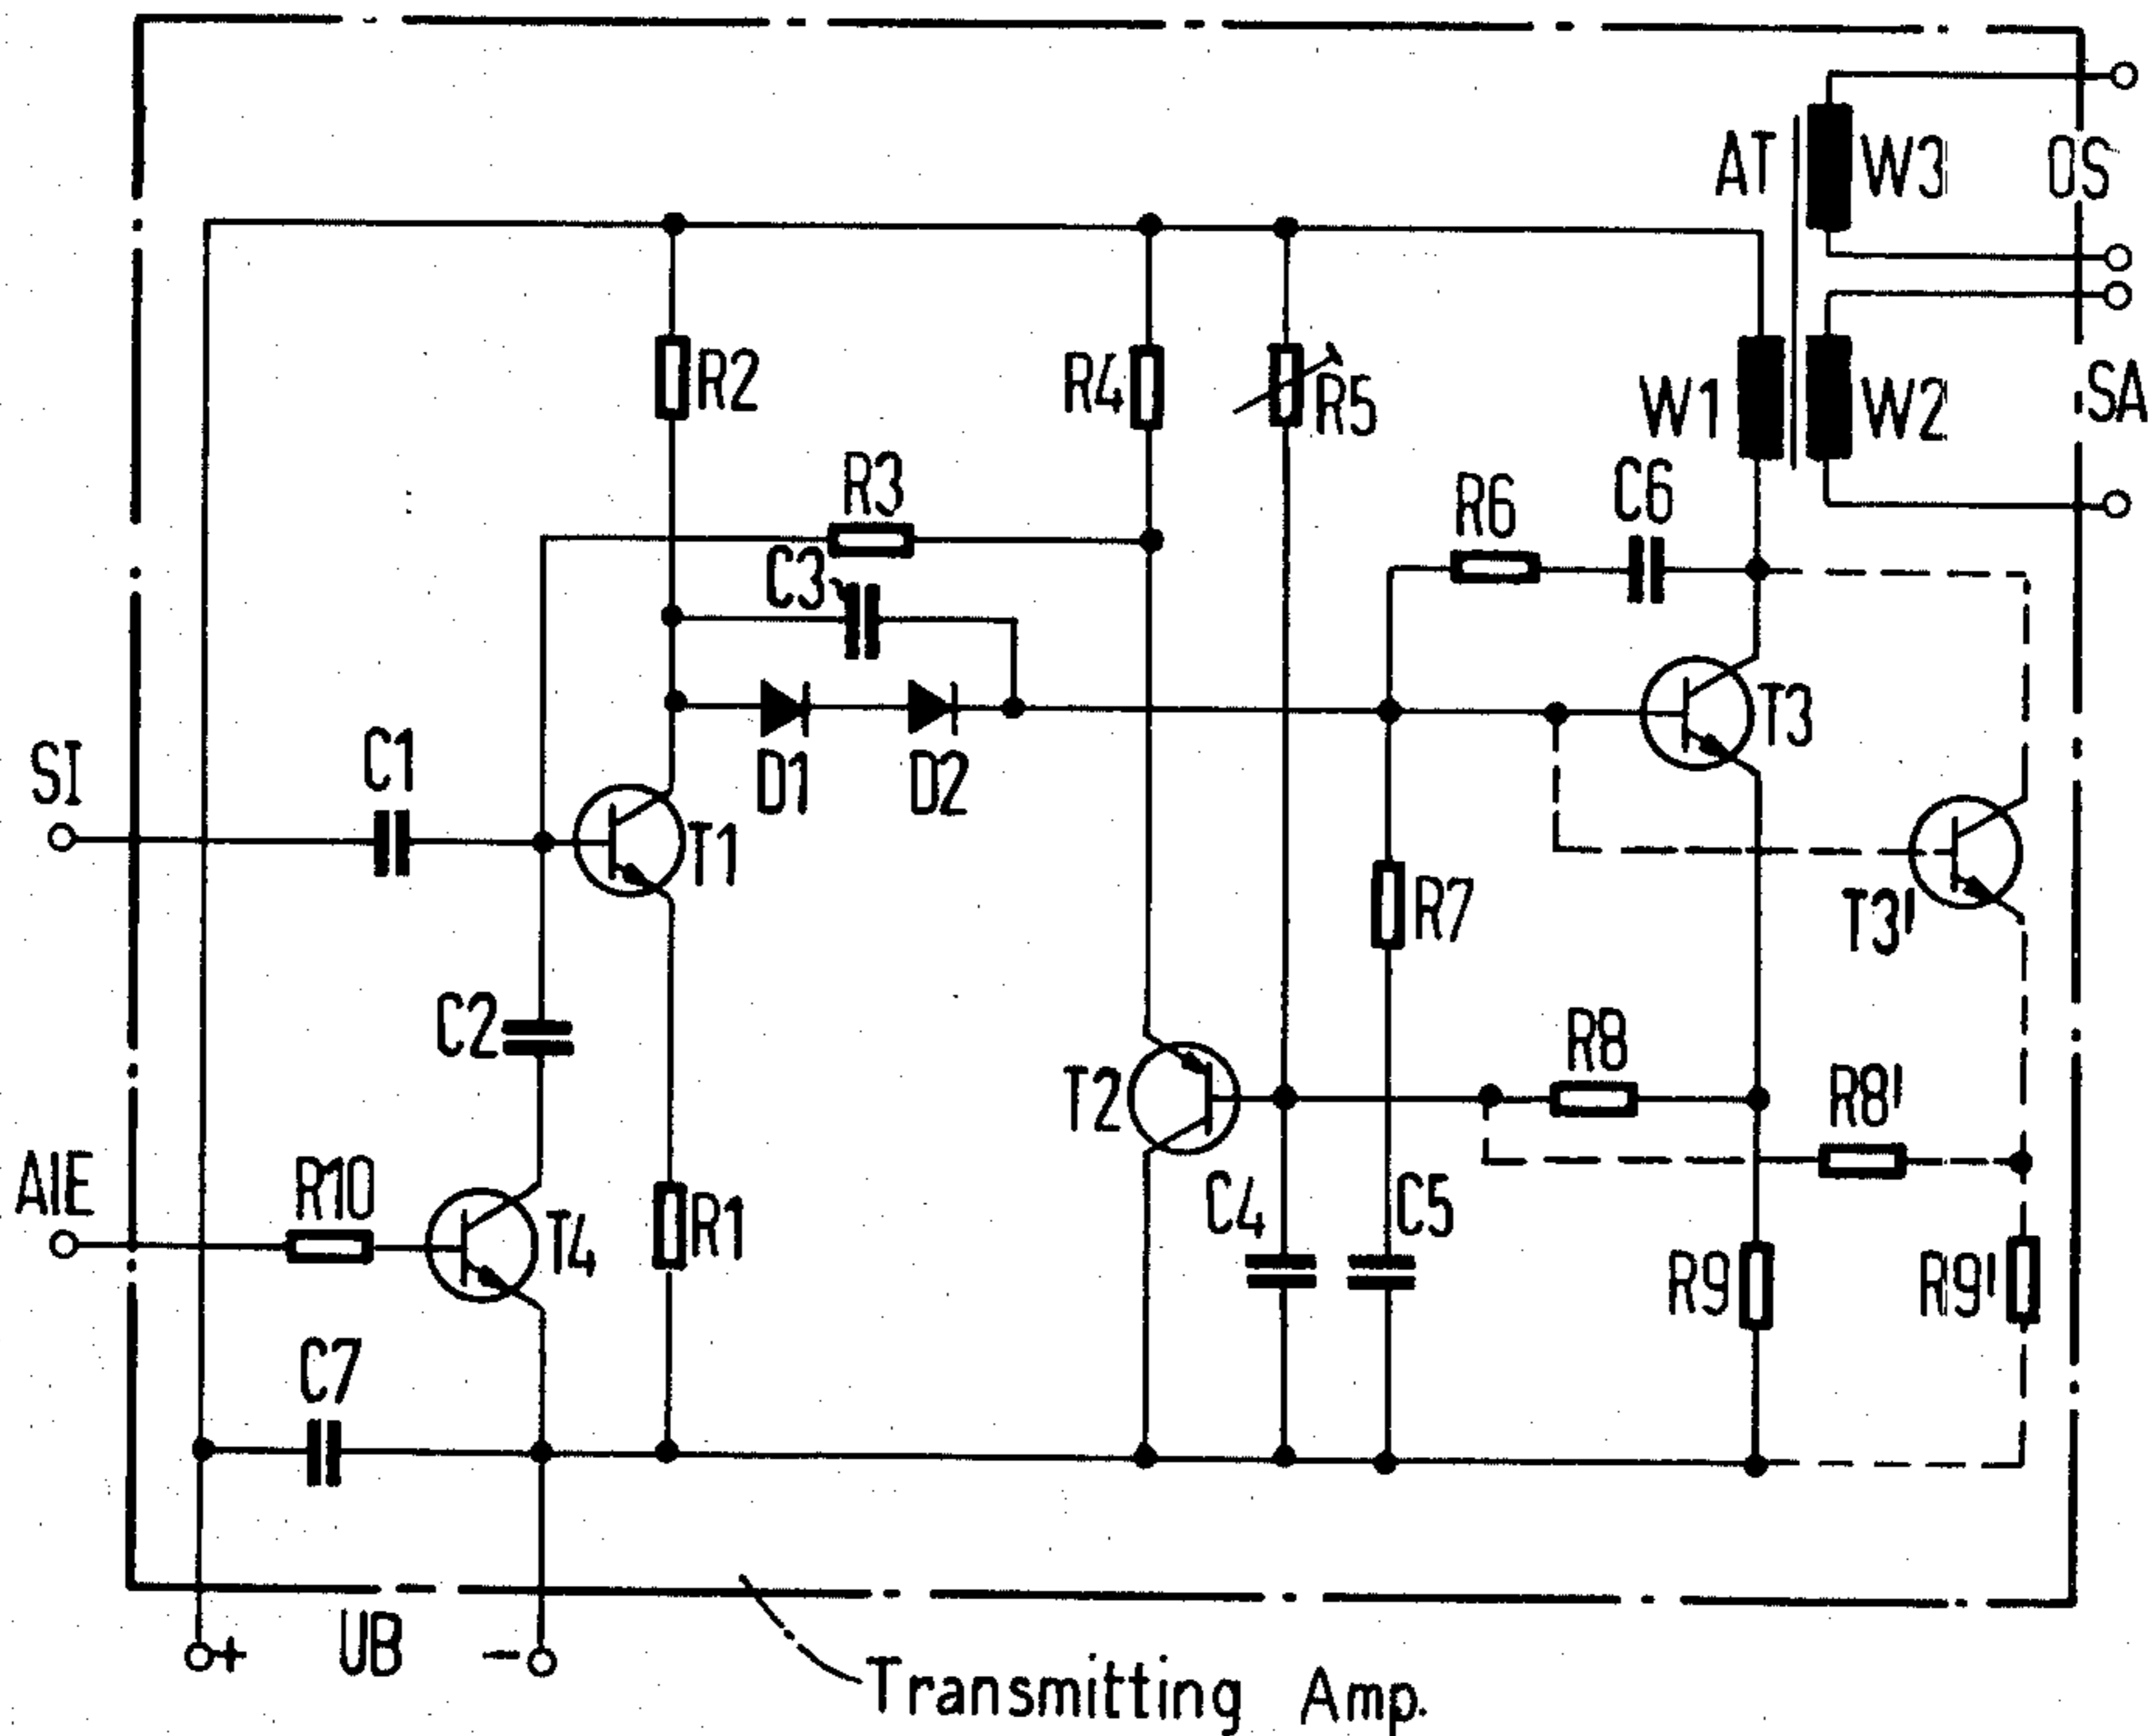 AT
W3
OS
R2
R4
R5
W1
W2
SA
R3
C3
R6
C6
SI
C1
D1
D2
T1
T3
T3'
R7
C2
T2
R8
R8'
AIE
R10
T4
R1
C4
C5
R9
R9'
C7
+
UB
-
Transmitting Amp.